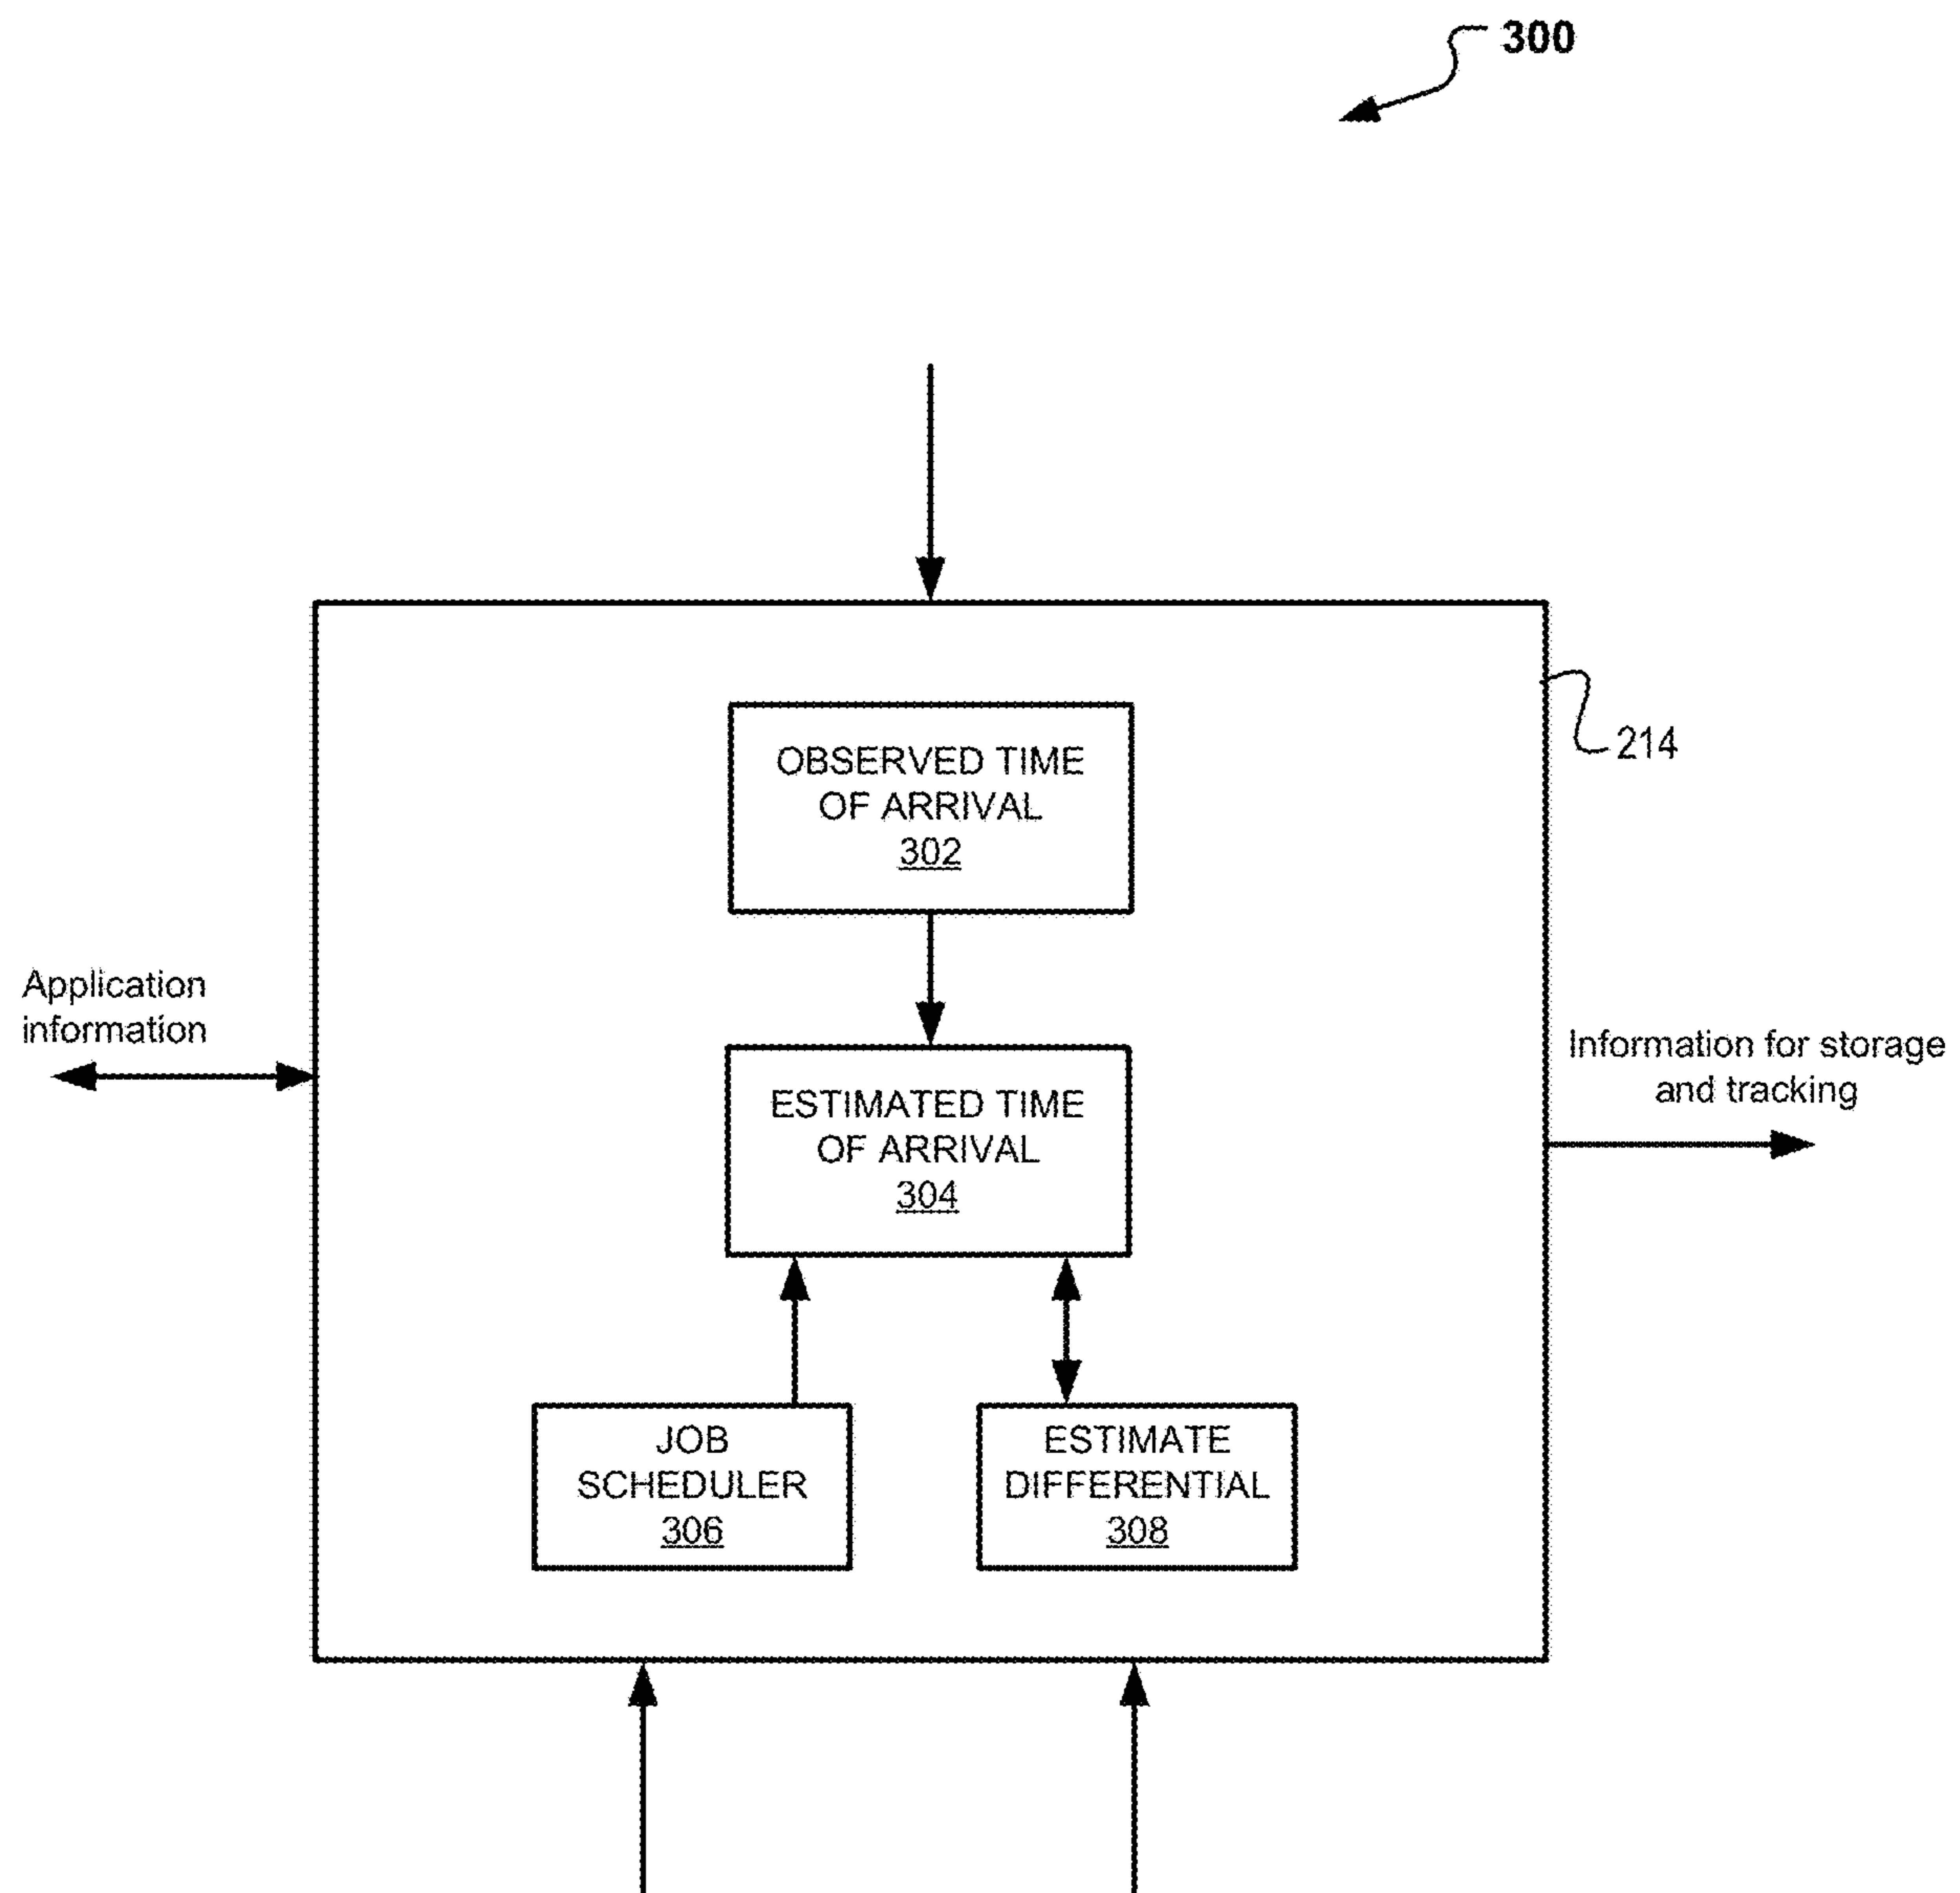 300
OBSERVED TIME
OF ARRIVAL
302
214
Application
information
Information for storage
and tracking
ESTIMATED TIME
OF ARRIVAL
304
JOB
SCHEDULER
306
ESTIMATE
DIFFERENTIAL
308